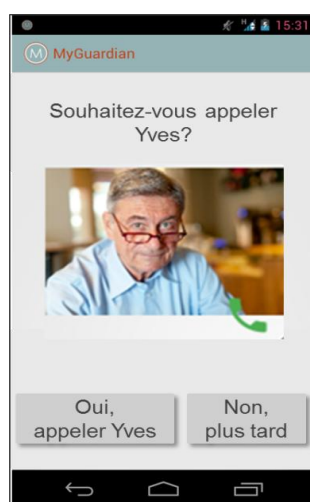 15:31
M MyGuardian
Souhaitez-vous appeler
Yves?
Oui,
appeler Yves
Non,
plus tard